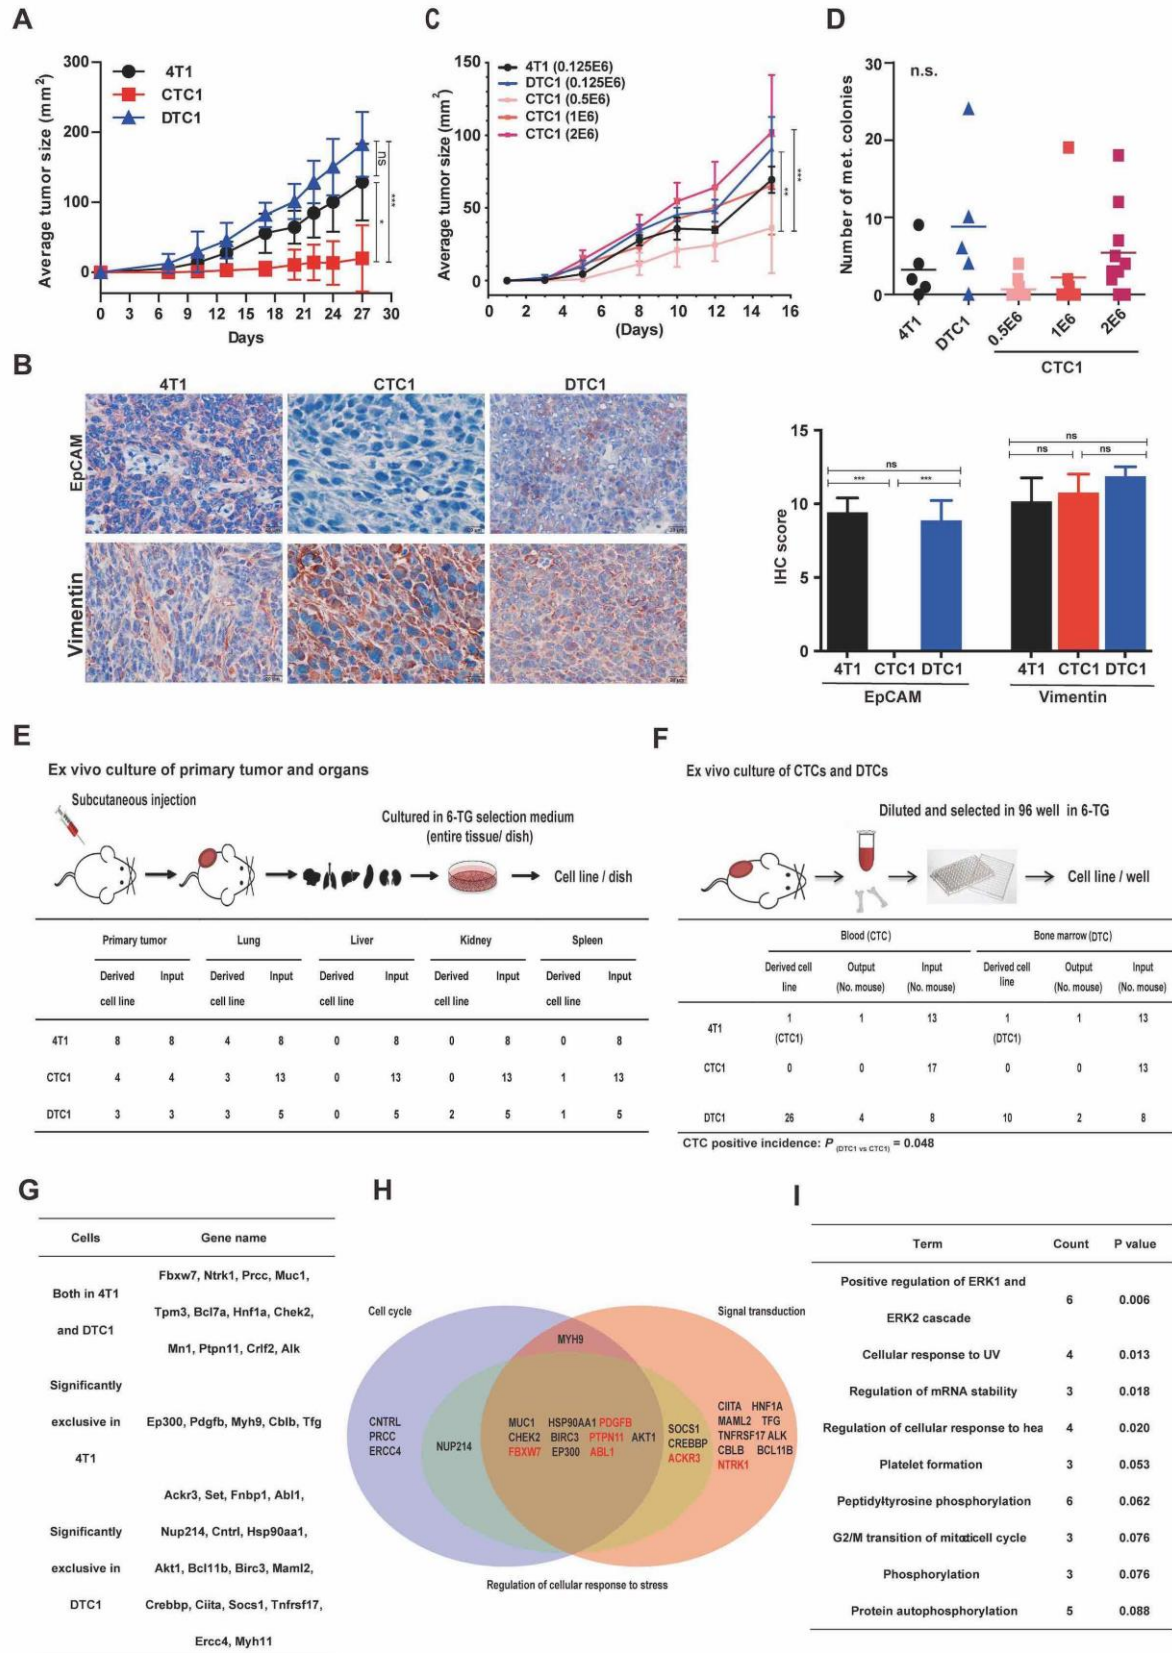 A
Average tumor size (mm2)
300
200
100
0
4T1
CTC1
DTC1
ns
*
***
0 3 6 9 12 15 18 21 24 27 30
Days
C
Average tumor size (mm2)
150
100
50
0
4T1 (0.125E6)
DTC1 (0.125E6)
CTC1 (0.5E6)
CTC1 (1E6)
CTC1 (2E6)
**
***
0 2 4 6 8 10 12 14 16
(Days)
D
Number of met. colonies
30
20
10
0
n.s.
4T1
DTC1
0.5E6
1E6
2E6
CTC1
B
4T1 CTC1 DTC1
EpCAM
Vimentin
IHC score
15
10
5
0
ns
*** ***
ns
ns ns
4T1 CTC1 DTC1
EpCAM
4T1 CTC1 DTC1
Vimentin
E
Ex vivo culture of primary tumor and organs
Subcutaneous injection
Cultured in 6-TG selection medium
(entire tissue/ dish)
Cell line / dish
Primary tumor Lung Liver Kidney Spleen
Derived Input Derived Input Derived Input Derived Input Derived Input
cell line cell line cell line cell line cell line
4T1 8 8 4 8 0 8 0 8 0 8
CTC1 4 4 3 13 0 13 0 13 1 13
DTC1 3 3 3 5 0 5 2 5 1 5
F
Ex vivo culture of CTCs and DTCs
Diluted and selected in 96 well in 6-TG
Cell line / well
Blood (CTC) Bone marrow (DTC)
Derived cell Output Input Derived cell Output Input
line (No. mouse) (No. mouse) line (No. mouse) (No. mouse)
4T1 1 1 13 1 1 13
(CTC1) (DTC1)
CTC1 0 0 17 0 0 13
DTC1 26 4 8 10 2 8
CTC positive incidence: P (DTC1 vs CTC1) = 0.048
G
Cells Gene name
Both in 4T1
and DTC1
Fbxw7, Ntrk1, Prcc, Muc1,
Tpm3, Bcl7a, Hnf1a, Chek2,
Mn1, Ptpn11, Crlf2, Alk
Significantly
exclusive in
4T1
Ep300, Pdgfb, Myh9, Cblb, Tfg
Significantly
exclusive in
DTC1
Ackr3, Set, Fnbp1, Abl1,
Nup214, Cntrl, Hsp90aa1,
Akt1, Bcl11b, Birc3, Maml2,
Crebbp, Ciita, Socs1, Tnfrsf17,
Ercc4, Myh11
H
Cell cycle
Signal transduction
MYH9
CNTRL
PRCC
ERCC4
NUP214
MUC1 HSP90AA1 PDGFB
CHEK2 BIRC3 PTPN11 AKT1
FBXW7 EP300 ABL1
SOCS1
CREBBP
ACKR3
CIITA HNF1A
MAML2 TFG
TNFRSF17 ALK
CBLB BCL11B
NTRK1
Regulation of cellular response to stress
I
Term Count P value
Positive regulation of ERK1 and
ERK2 cascade
6 0.006
Cellular response to UV 4 0.013
Regulation of mRNA stability 3 0.018
Regulation of cellular response to hea 4 0.020
Platelet formation 3 0.053
Peptidyl-tyrosine phosphorylation 6 0.062
G2/M transition of mitotic cell cycle 3 0.076
Phosphorylation 3 0.076
Protein autophosphorylation 5 0.088